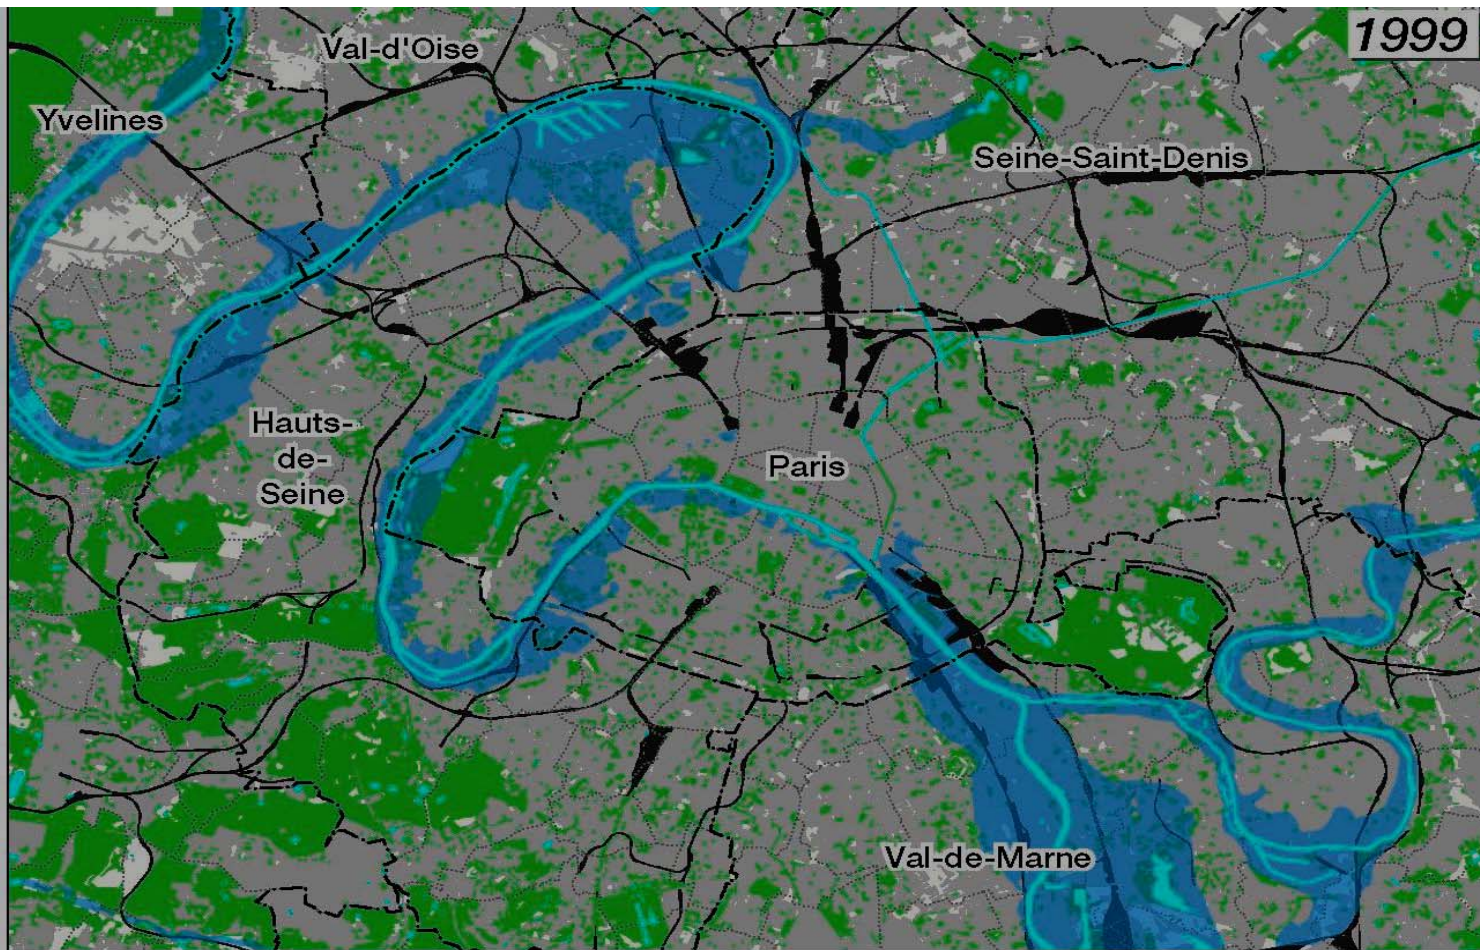 1999
Val-d'Oise
Yvelines
Seine-Saint-Denis
Hauts-
de-
Seine
Paris
Val-de-Marne